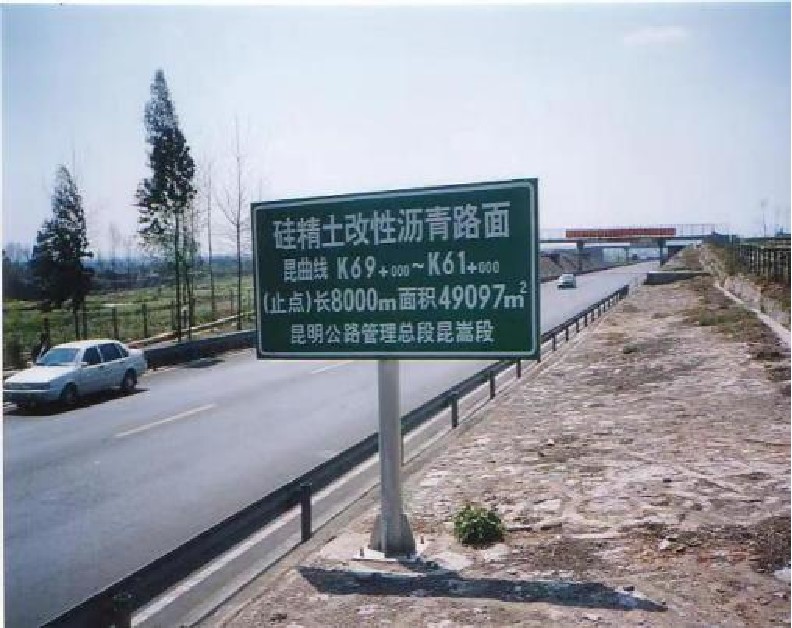 硅精土改性沥青路面
昆曲线 K69+000～K61+000
(止点)长8000m面积49097m²
昆明公路管理总段昆嵩段